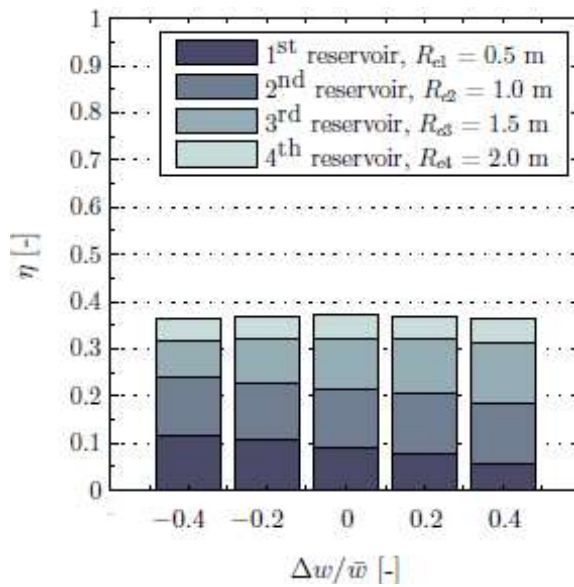 1
0.9
0.8
0.7
0.6
0.5
0.4
0.3
0.2
0.1
0
η [-]
1st reservoir, Rc1 = 0.5 m
2nd reservoir, Rc2 = 1.0 m
3rd reservoir, Rc3 = 1.5 m
4th reservoir, Rc4 = 2.0 m
−0.4 −0.2 0 0.2 0.4
Δw/w̄ [-]